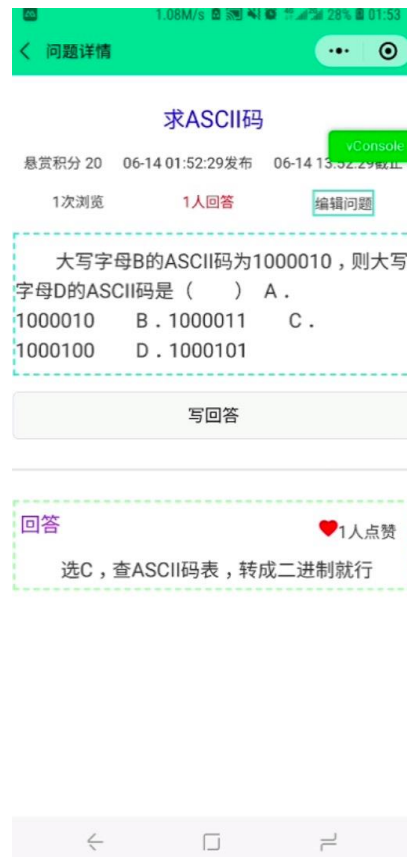 1.08M/s 28% 01:53
问题详情
求ASCII码
vConsole
悬赏积分 20 06-14 01:52:29发布 06-14 13:52:29截止
1次浏览 1人回答 编辑问题
大写字母B的ASCII码为1000010，则大写
字母D的ASCII码是（ ） A．
1000010 B．1000011 C．
1000100 D．1000101
写回答
回答
1人点赞
选C，查ASCII码表，转成二进制就行